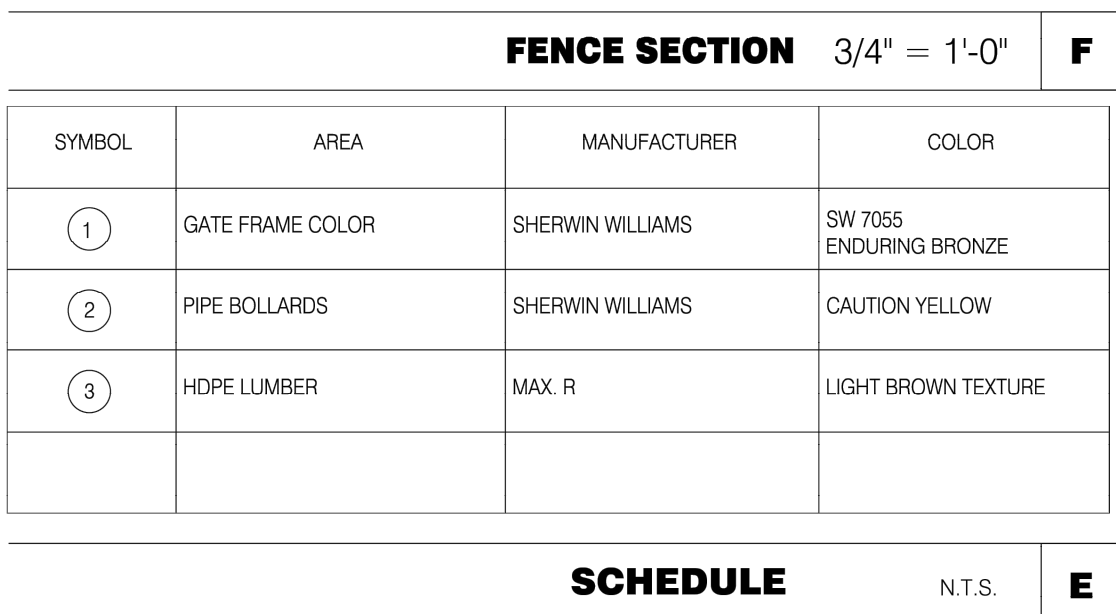 FENCE SECTION 3/4" = 1'-0" F
SYMBOL AREA MANUFACTURER COLOR
1 GATE FRAME COLOR SHERWIN WILLIAMS SW 7055
ENDURING BRONZE
2 PIPE BOLLARDS SHERWIN WILLIAMS CAUTION YELLOW
3 HDPE LUMBER MAX. R LIGHT BROWN TEXTURE
SCHEDULE N.T.S. E